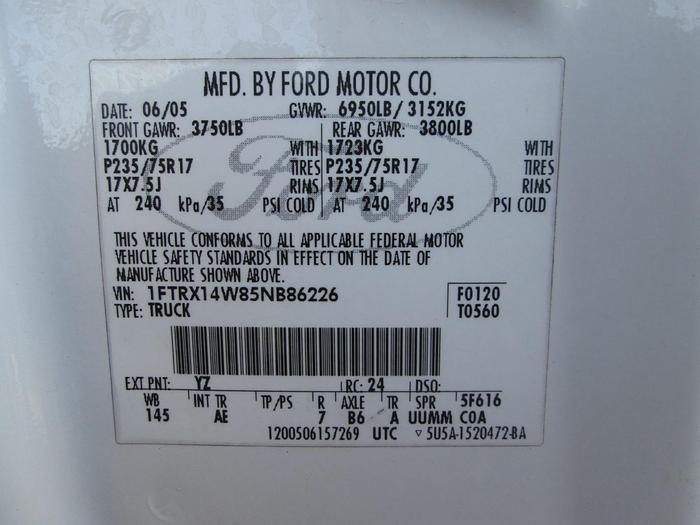 MFD. BY FORD MOTOR CO.
DATE: 06/05 GVWR: 6950LB/ 3152KG
FRONT GAWR: 3750LB REAR GAWR: 3800LB
1700KG WITH 1723KG WITH
P235/75R17 TIRES P235/75R17 TIRES
17X7.5J RIMS 17X7.5J RIMS
AT 240 kPa/35 PSI COLD AT 240 kPa/35 PSI COLD
Ford
THIS VEHICLE CONFORMS TO ALL APPLICABLE FEDERAL MOTOR
VEHICLE SAFETY STANDARDS IN EFFECT ON THE DATE OF
MANUFACTURE SHOWN ABOVE.
VIN: 1FTRX14W85NB86226 F0120
TYPE: TRUCK T0560
EXT PNT: YZ RC: 24 DSO:
WB INT TR TP/PS R AXLE TR SPR 5F616
145 AE 7 B6 A UUMM COA
1200506157269 UTC ▽ 5U5A-1520472-BA